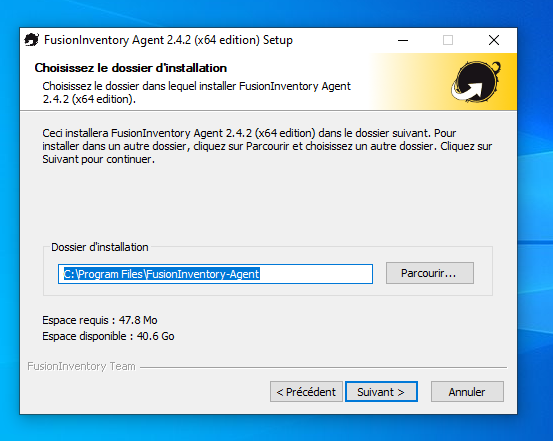 FusionInventory Agent 2.4.2 (x64 edition) Setup
Choisissez le dossier d'installation
Choisissez le dossier dans lequel installer FusionInventory Agent
2.4.2 (x64 edition).
Ceci installera FusionInventory Agent 2.4.2 (x64 edition) dans le dossier suivant. Pour
installer dans un autre dossier, cliquez sur Parcourir et choisissez un autre dossier. Cliquez sur
Suivant pour continuer.
Dossier d'installation
C:\Program Files\FusionInventory-Agent
Parcourir...
Espace requis : 47.8 Mo
Espace disponible : 40.6 Go
FusionInventory Team
< Précédent
Suivant >
Annuler